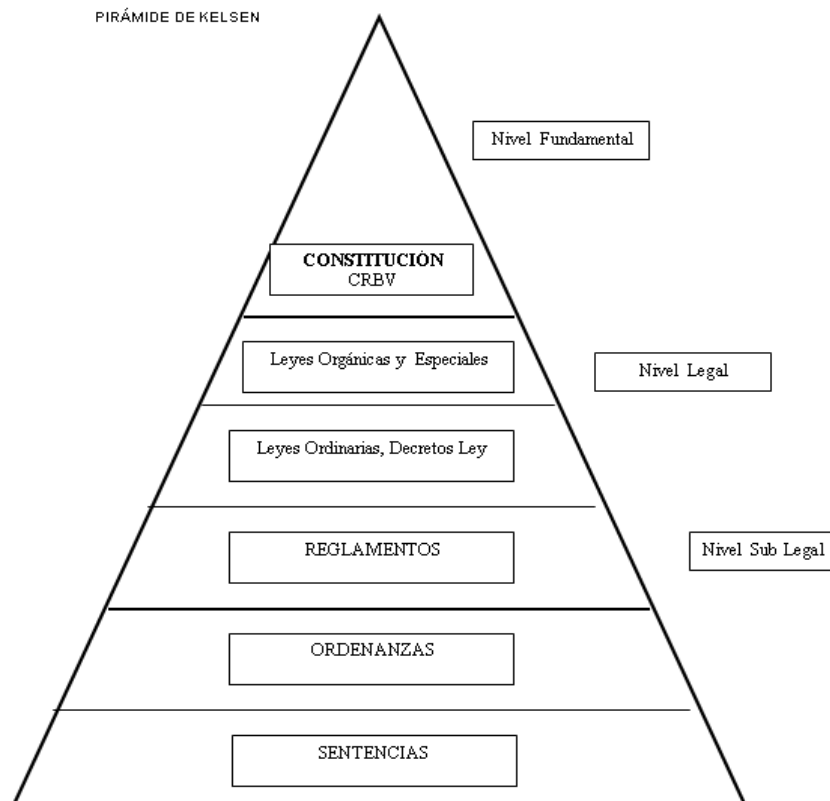 PIRÁMIDE DE KELSEN
Nivel Fundamental
CONSTITUCIÓN
CRBV
Leyes Orgánicas y Especiales
Nivel Legal
Leyes Ordinarias, Decretos Ley
REGLAMENTOS
Nivel Sub Legal
ORDENANZAS
SENTENCIAS